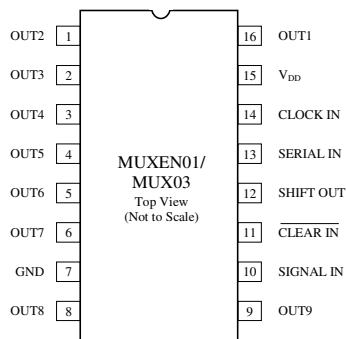 OUT2 1 16 OUT1
OUT3 2 15 VDD
OUT4 3 14 CLOCK IN
OUT5 4 13 SERIAL IN
MUXEN01/
MUX03
Top View
(Not to Scale)
OUT6 5 12 SHIFT OUT
OUT7 6 11 CLEAR IN
GND 7 10 SIGNAL IN
OUT8 8 9 OUT9